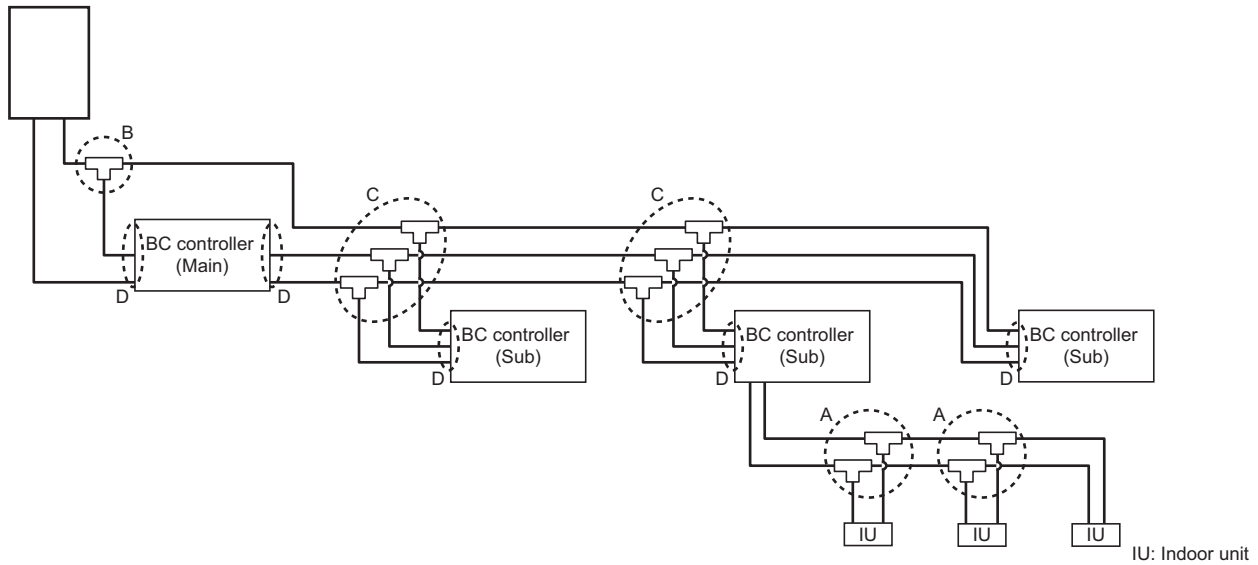 B
C
C
BC controller
(Main)
D
D
BC controller
(Sub)
D
BC controller
(Sub)
D
BC controller
(Sub)
D
A
A
IU
IU
IU
IU: Indoor unit